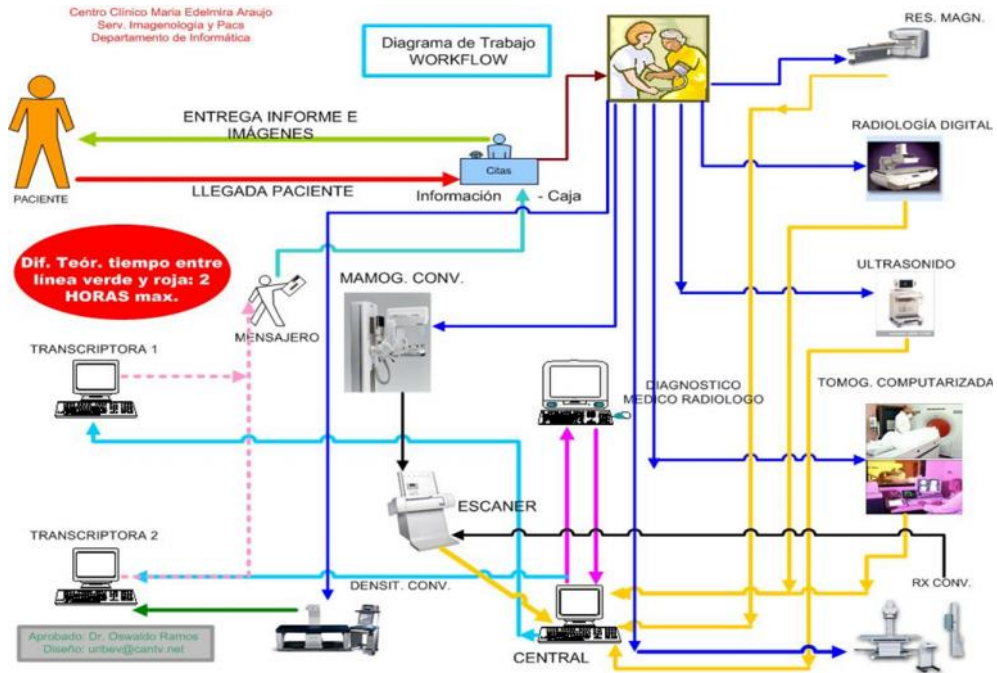 Centro Clínico Maria Edelmira Araujo
Serv. Imagenología y Pacs
Departamento de Informática
Diagrama de Trabajo
WORKFLOW
RES. MAGN.
ENTREGA INFORME E
IMÁGENES
RADIOLOGÍA DIGITAL
Citas
PACIENTE
LLEGADA PACIENTE
Información - Caja
Dif. Teór. tiempo entre
línea verde y roja: 2
HORAS max.
ULTRASONIDO
MAMOG. CONV.
MENSAJERO
TRANSCRIPTORA 1
DIAGNOSTICO
MEDICO RADIOLOGO
TOMOG. COMPUTARIZADA
ESCANER
TRANSCRIPTORA 2
DENSIT. CONV.
RX CONV.
Aprobado: Dr. Oswaldo Ramos
Diseño: uribev@cantv.net
CENTRAL